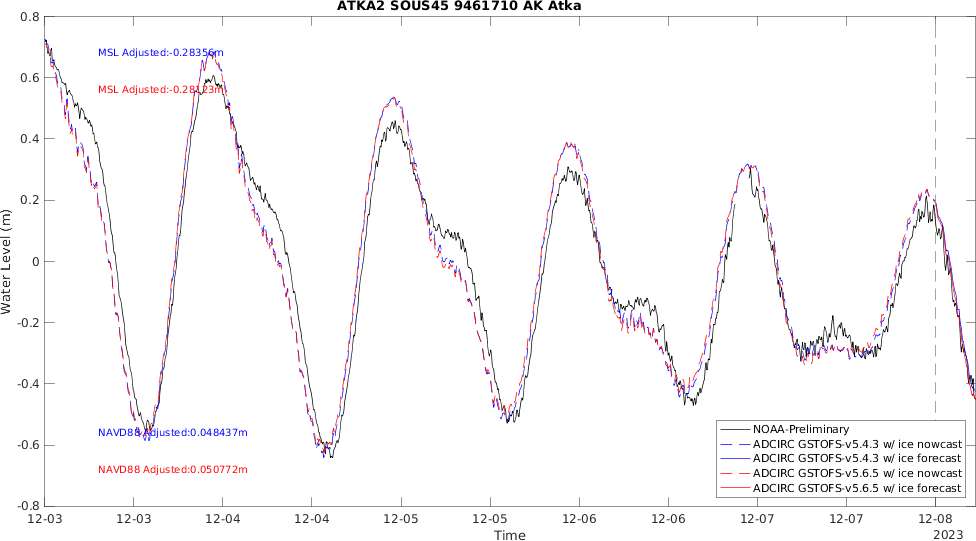 ATKA2 SOUS45 9461710 AK Atka
0.8
0.6
0.4
0.2
0
-0.2
-0.4
-0.6
-0.8
Water Level (m)
MSL Adjusted:-0.28356m
MSL Adjusted:-0.28123m
NAVD88 Adjusted:0.048437m
NAVD88 Adjusted:0.050772m
NOAA-Preliminary
ADCIRC GSTOFS-v5.4.3 w/ ice nowcast
ADCIRC GSTOFS-v5.4.3 w/ ice forecast
ADCIRC GSTOFS-v5.6.5 w/ ice nowcast
ADCIRC GSTOFS-v5.6.5 w/ ice forecast
12-03 12-03 12-04 12-04 12-05 12-05 12-06 12-06 12-07 12-07 12-08
2023
Time